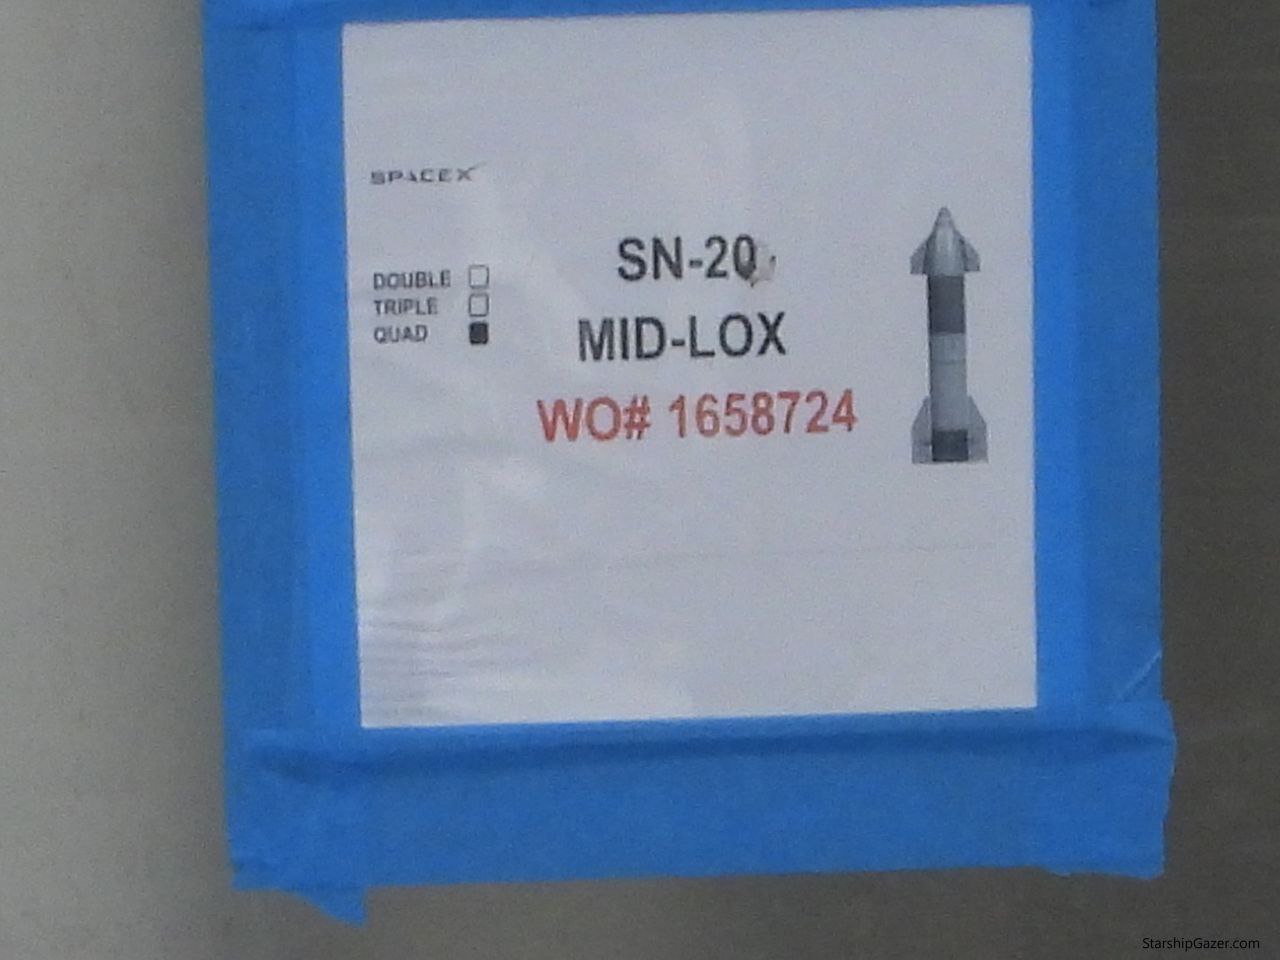 SPACEX
SN-20
DOUBLE
TRIPLE
QUAD
MID-LOX
WO# 1658724
StarshipGazer.com